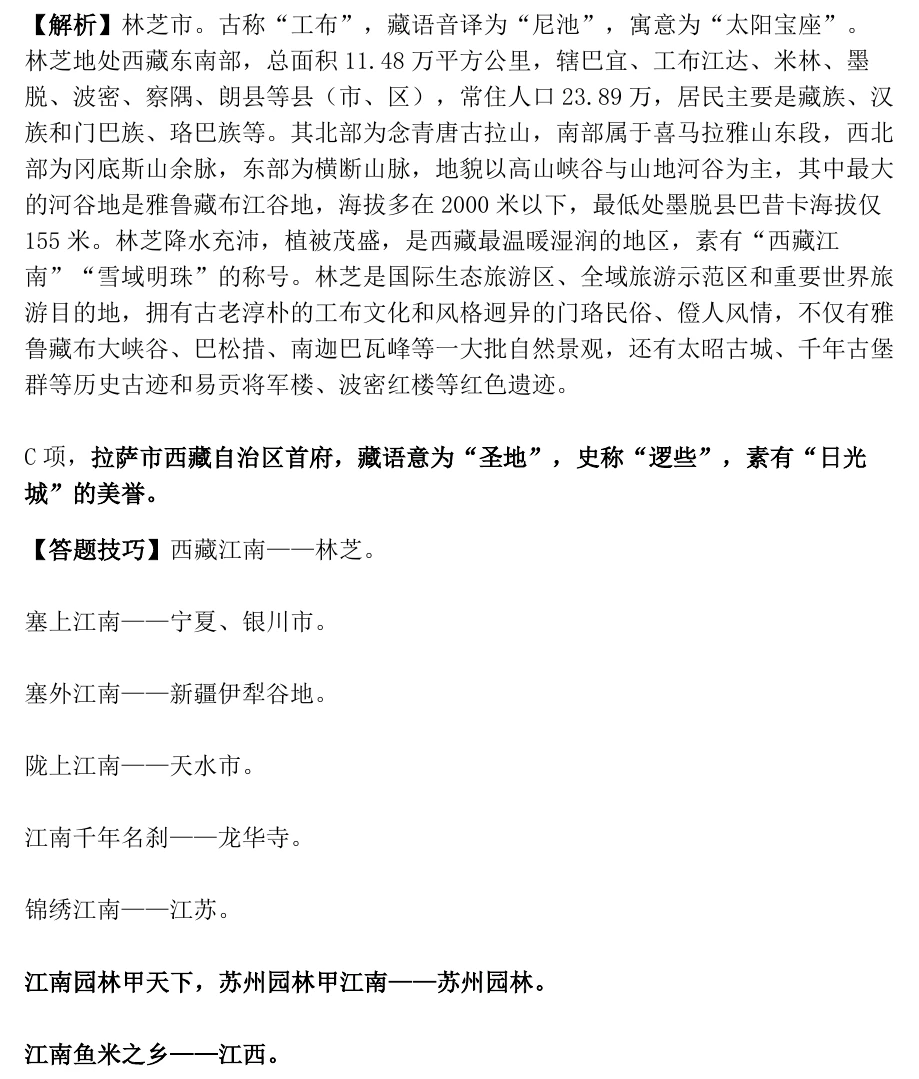 【解析】林芝市。古称“工布”，藏语音译为“尼池”，寓意为“太阳宝座”。
林芝地处西藏东南部，总面积 11.48 万平方公里，辖巴宜、工布江达、米林、墨
脱、波密、察隅、朗县等县（市、区），常住人口 23.89 万，居民主要是藏族、汉
族和门巴族、珞巴族等。其北部为念青唐古拉山，南部属于喜马拉雅山东段，西北
部为冈底斯山余脉，东部为横断山脉，地貌以高山峡谷与山地河谷为主，其中最大
的河谷地是雅鲁藏布江谷地，海拔多在 2000 米以下，最低处墨脱县巴昔卡海拔仅
155 米。林芝降水充沛，植被茂盛，是西藏最温暖湿润的地区，素有“西藏江
南”“雪域明珠”的称号。林芝是国际生态旅游区、全域旅游示范区和重要世界旅
游目的地，拥有古老淳朴的工布文化和风格迥异的门珞民俗、僜人风情，不仅有雅
鲁藏布大峡谷、巴松措、南迦巴瓦峰等一大批自然景观，还有太昭古城、千年古堡
群等历史古迹和易贡将军楼、波密红楼等红色遗迹。
C 项，拉萨市西藏自治区首府，藏语意为“圣地”，史称“逻些”，素有“日光
城”的美誉。
【答题技巧】西藏江南——林芝。
塞上江南——宁夏、银川市。
塞外江南——新疆伊犁谷地。
陇上江南——天水市。
江南千年名刹——龙华寺。
锦绣江南——江苏。
江南园林甲天下，苏州园林甲江南——苏州园林。
江南鱼米之乡——江西。